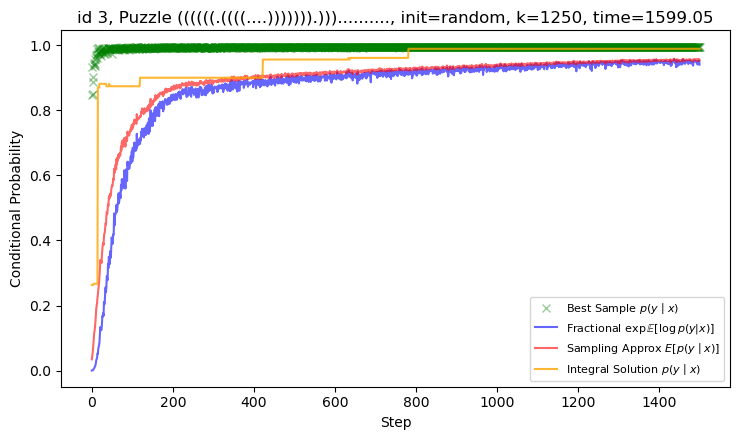 id 3, Puzzle ((((((.((((....))))))).))).........., init=random, k=1250, time=1599.05
Conditional Probability
1.0
0.8
0.6
0.4
0.2
0.0
Best Sample p(y | x)
Fractional exp𝔼[log p(y|x)]
Sampling Approx E[p(y | x)]
Integral Solution p(y | x)
0 200 400 600 800 1000 1200 1400
Step